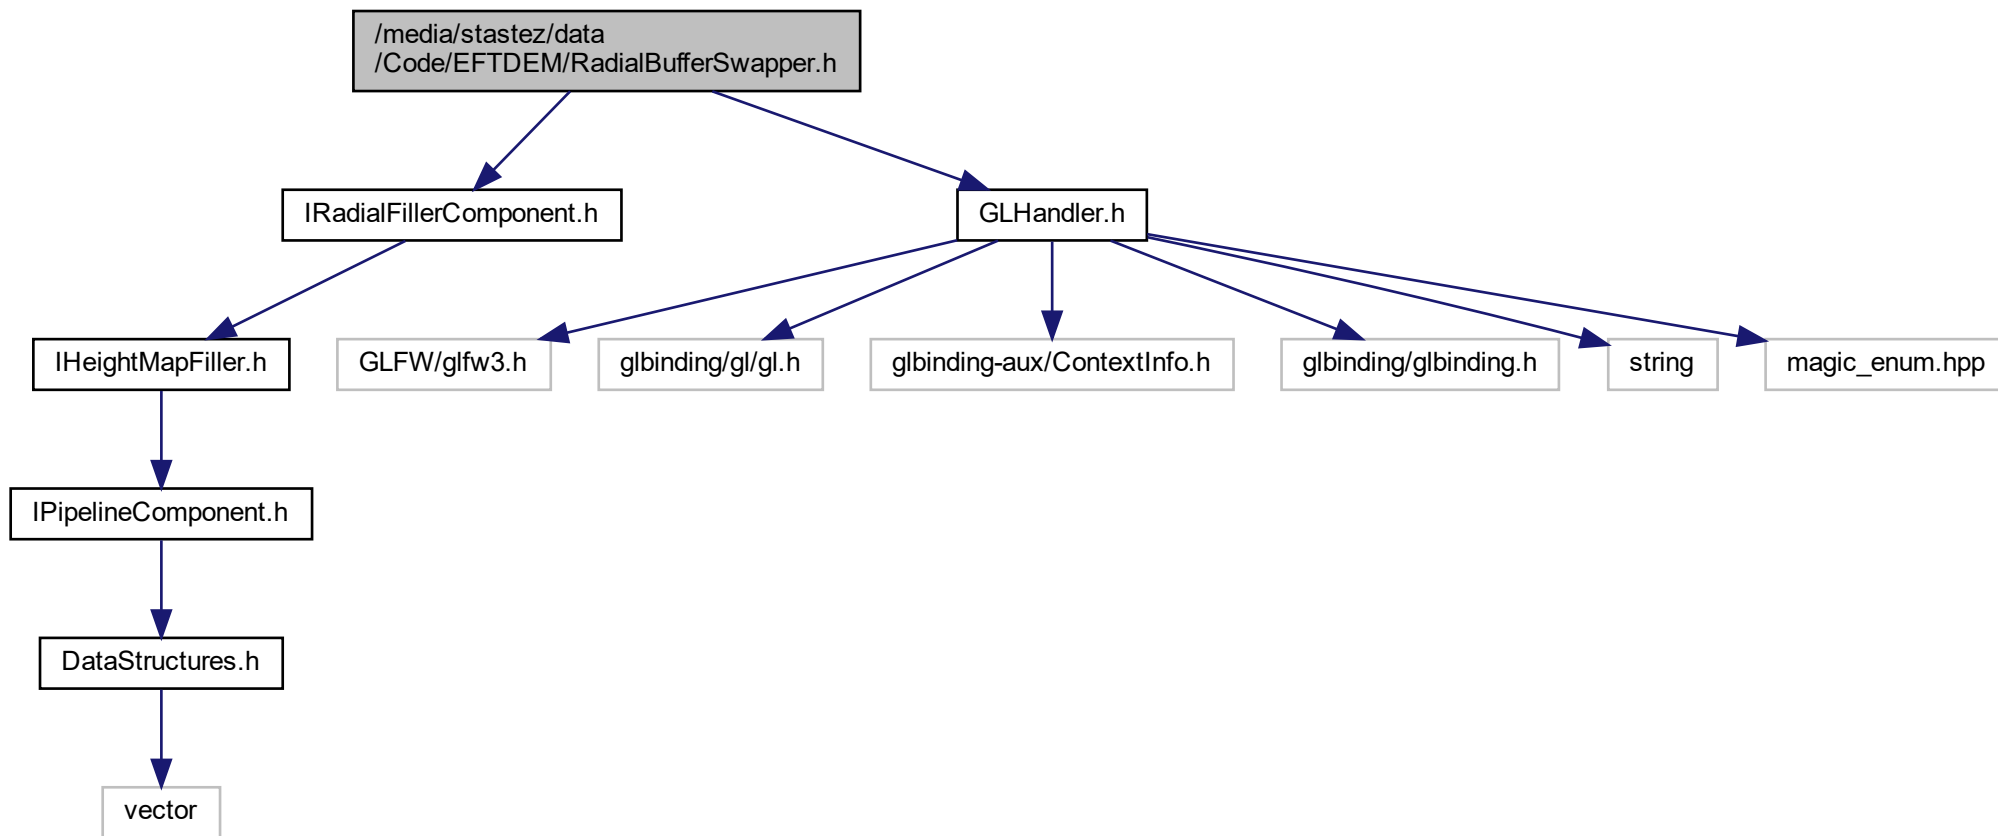 /media/stastez/data
/Code/EFTDEM/RadialBufferSwapper.h
IRadialFillerComponent.h
GLHandler.h
IHeightMapFiller.h
GLFW/glfw3.h
glbinding/gl/gl.h
glbinding-aux/ContextInfo.h
glbinding/glbinding.h
string
magic_enum.hpp
IPipelineComponent.h
DataStructures.h
vector